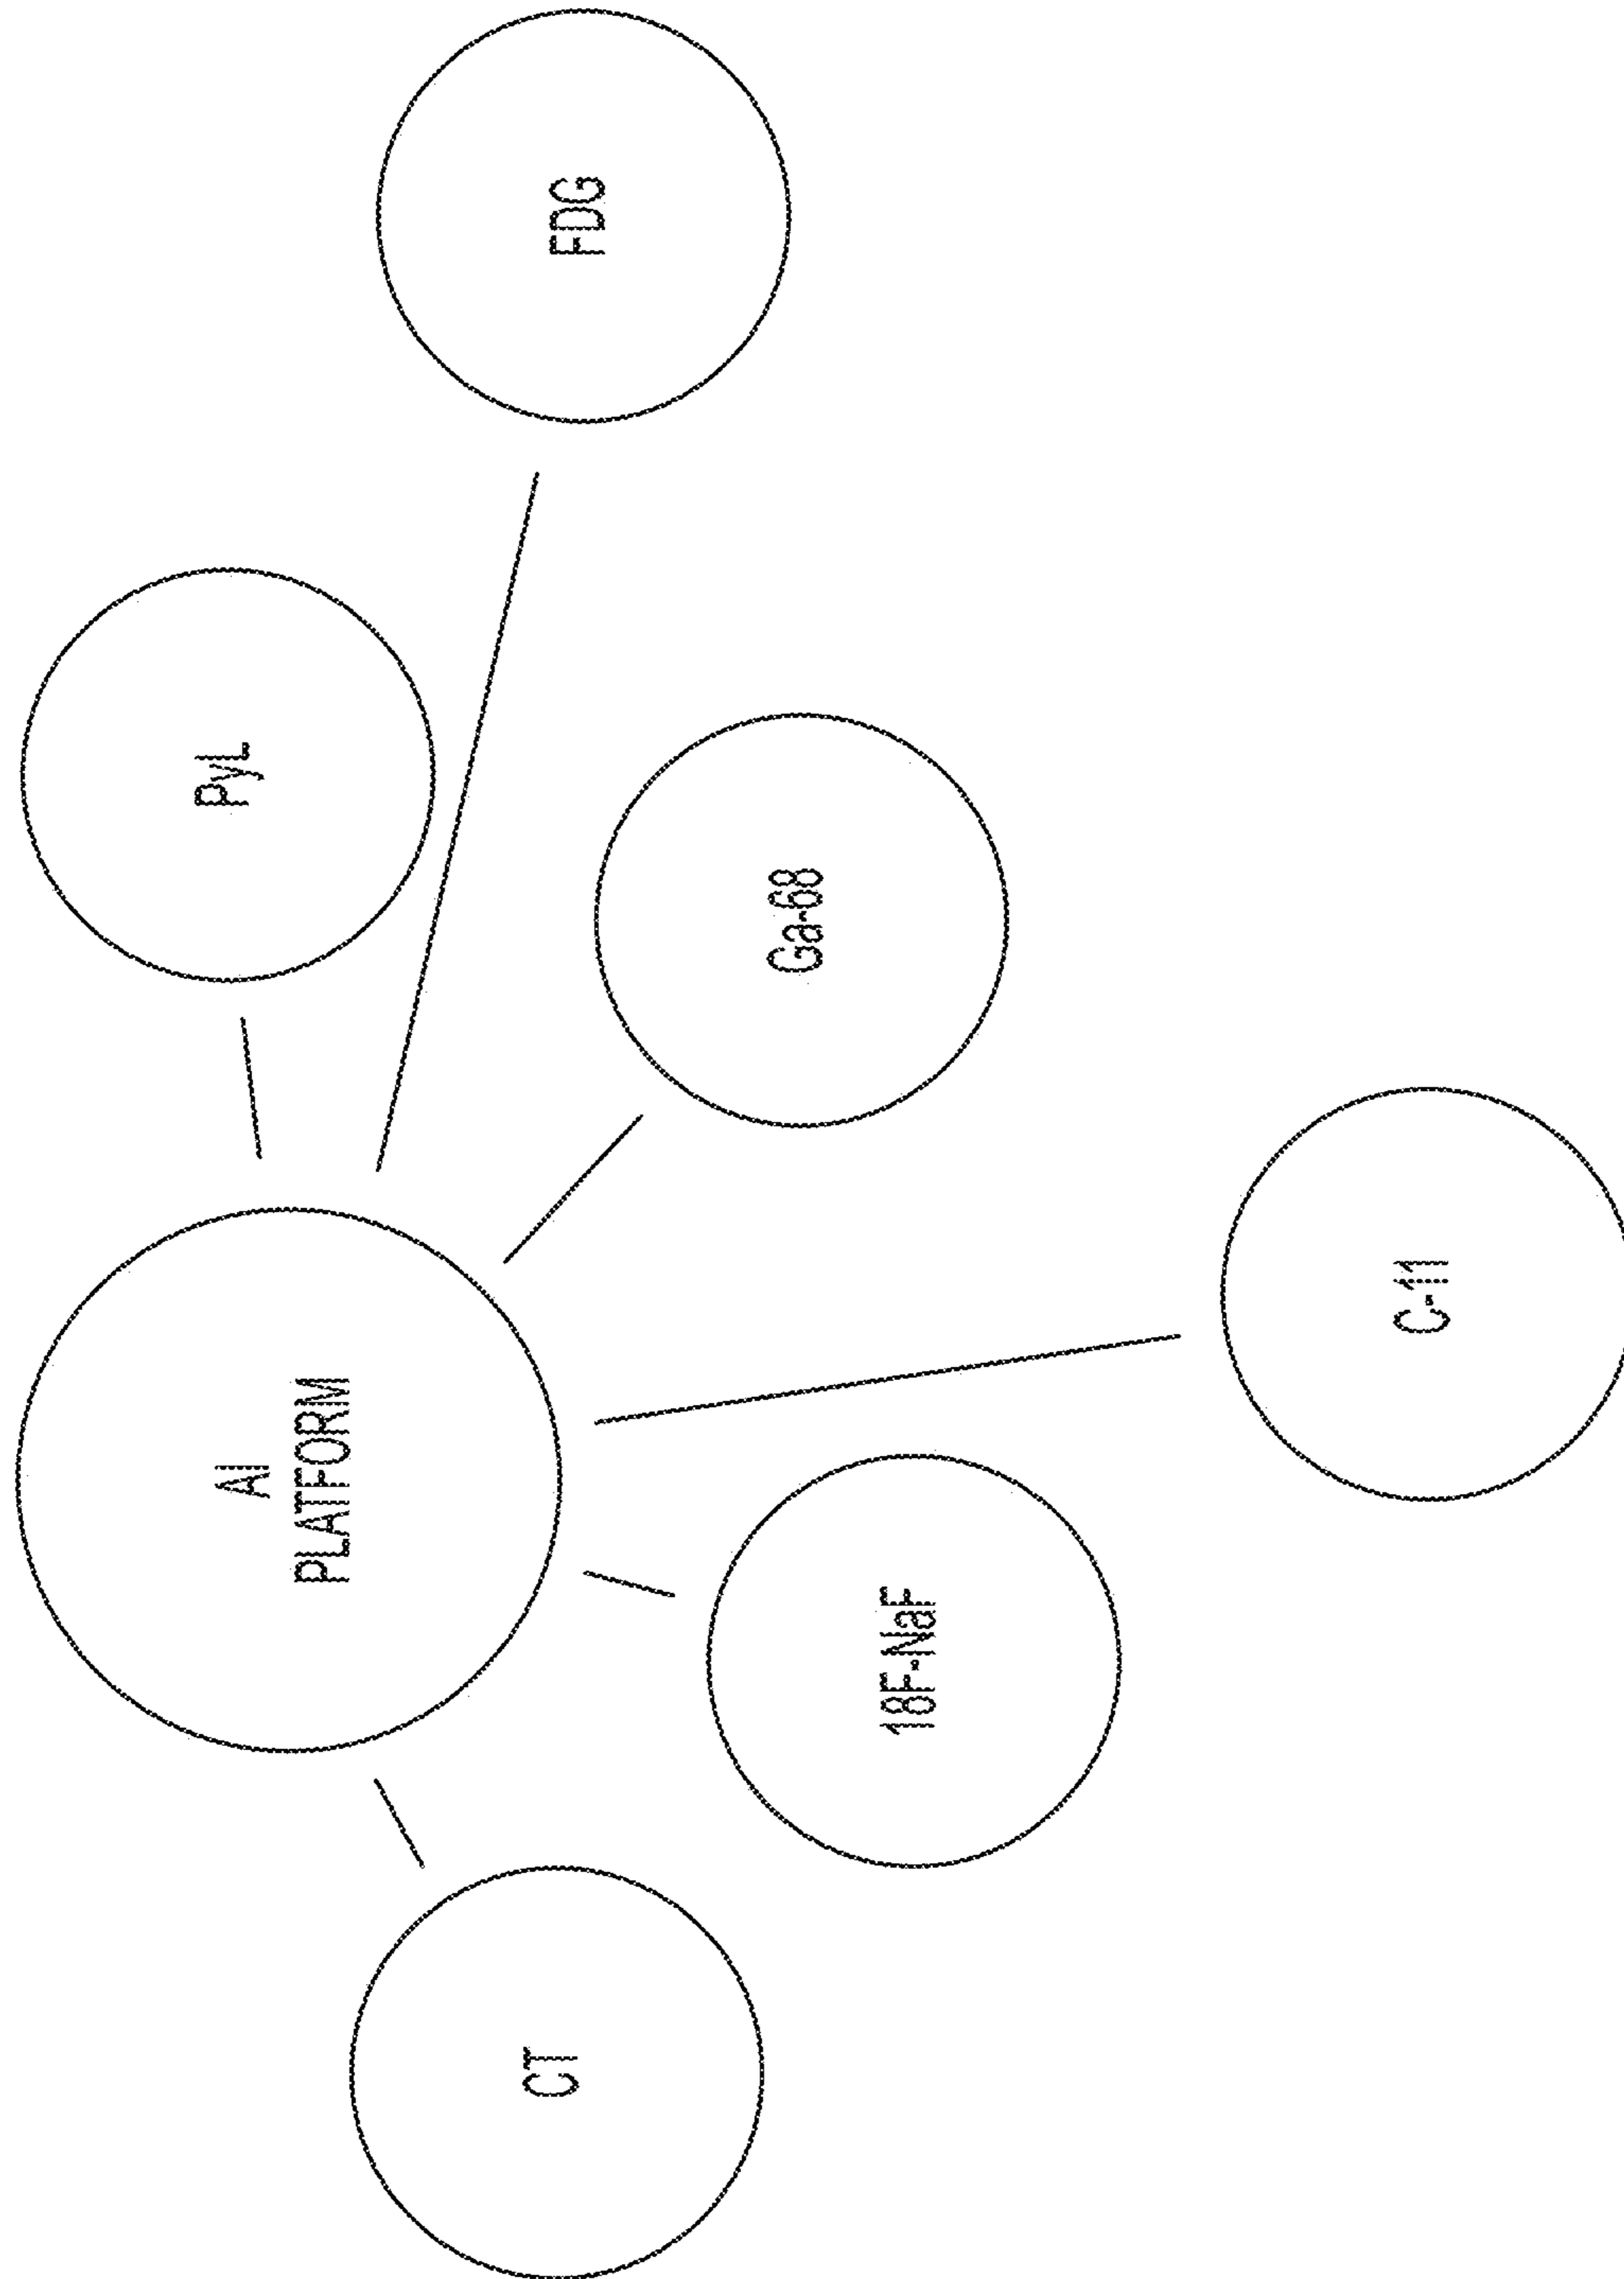 AI
PLATFORM
PyL
FDG
CT
18F-NaF
Ga-68
C-11